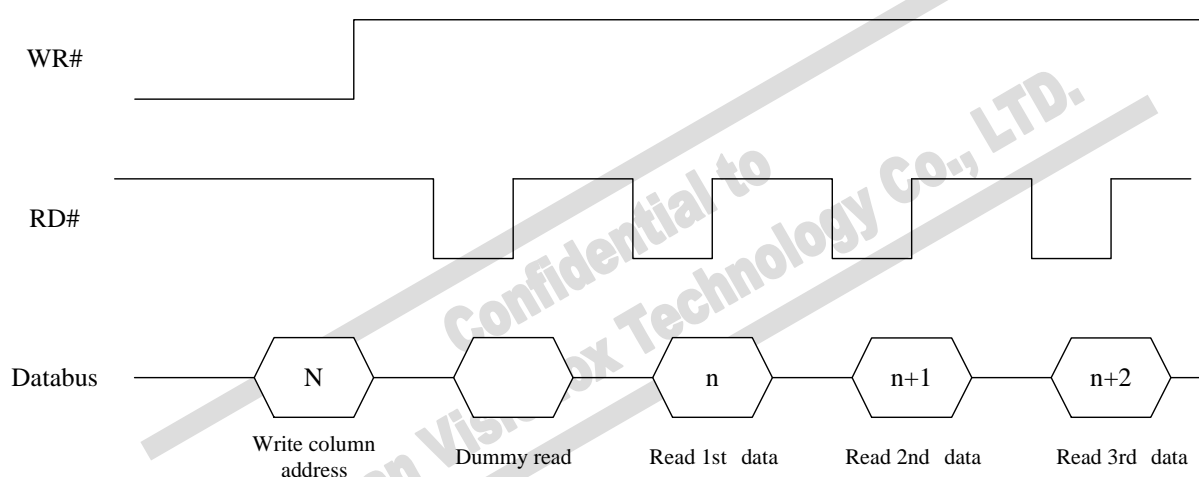 WR#
RD#
Databus
N
n
n+1
n+2
Write column
address
Dummy read
Read 1st data
Read 2nd data
Read 3rd data
Confidential to
Technology Co., LTD.